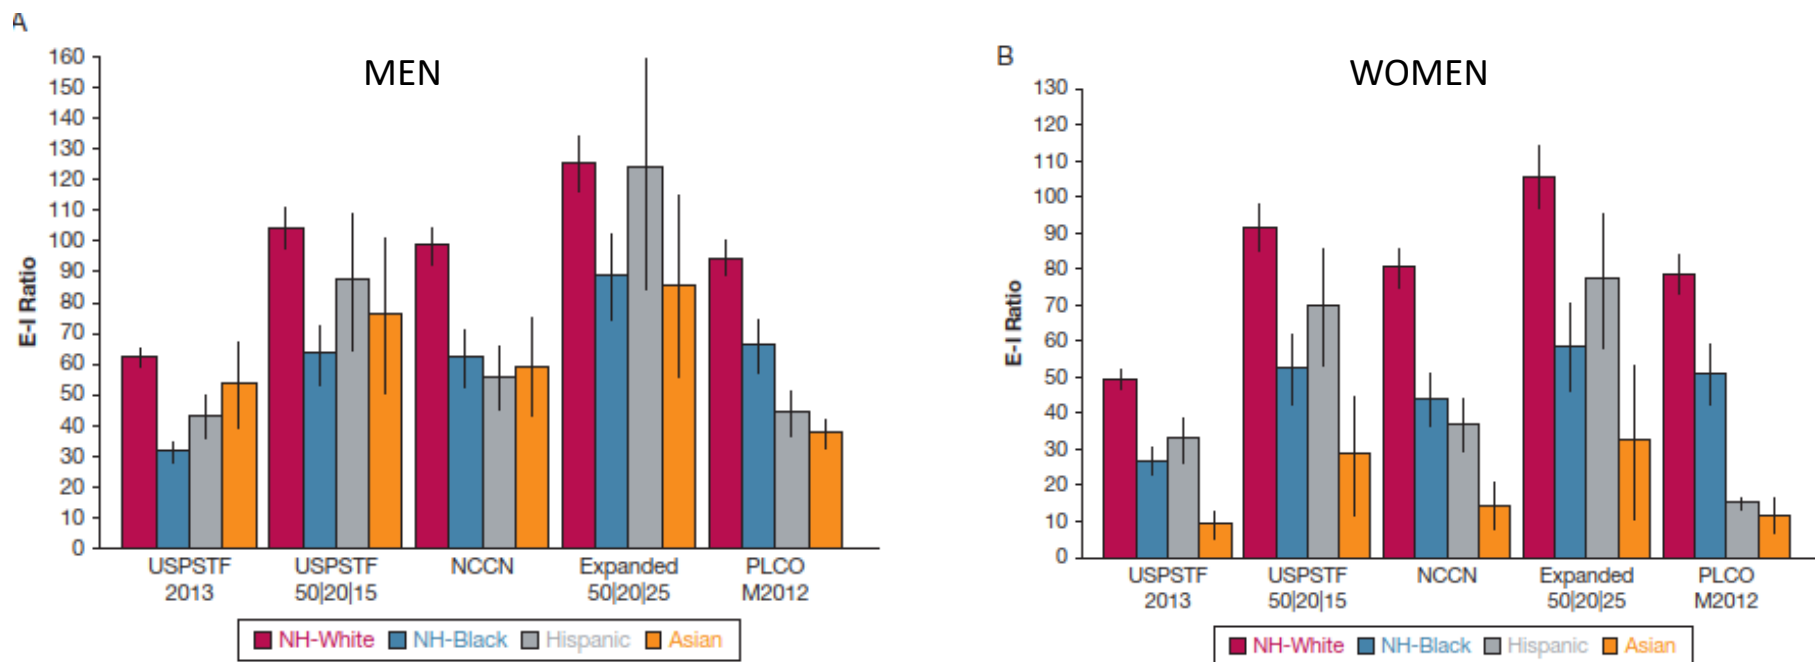 A
MEN
160
150
140
130
120
110
100
90
80
70
60
50
40
30
20
10
0
E-I Ratio
USPSTF 2013
USPSTF 50|20|15
NCCN
Expanded 50|20|25
PLCO M2012
NH-White NH-Black Hispanic Asian
B
WOMEN
130
120
110
100
90
80
70
60
50
40
30
20
10
0
E-I Ratio
USPSTF 2013
USPSTF 50|20|15
NCCN
Expanded 50|20|25
PLCO M2012
NH-White NH-Black Hispanic Asian